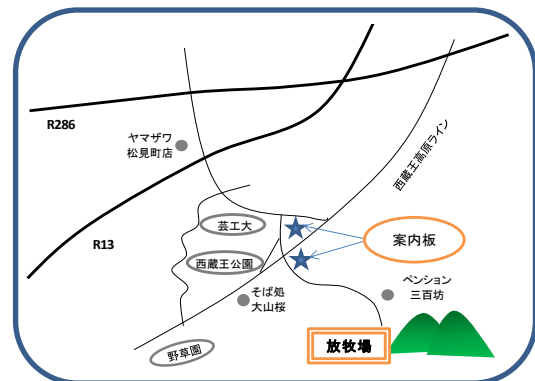 R286
ヤマザワ
松見町店
西蔵王高原ライン
芸工大
R13
案内板
西蔵王公園
ペンション
三百坊
そば処
大山桜
放牧場
野草園